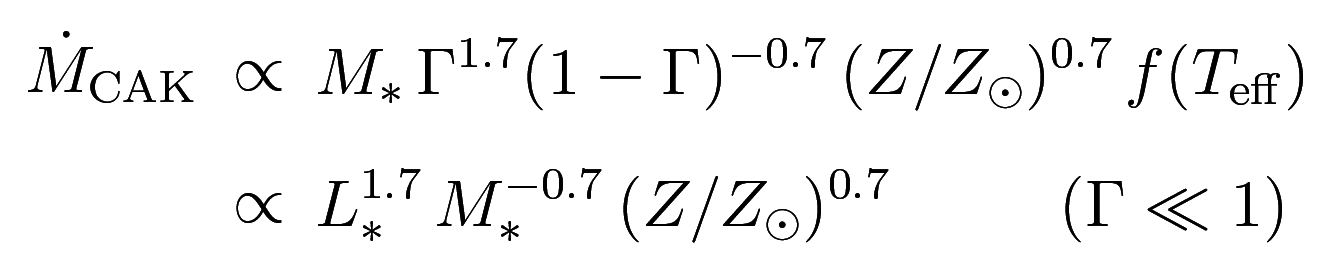 Ṁ_CAK ∝ M_* Γ^{1.7}(1 − Γ)^{−0.7} (Z/Z_⊙)^{0.7} f(T_eff)
∝ L_*^{1.7} M_*^{−0.7} (Z/Z_⊙)^{0.7} (Γ ≪ 1)